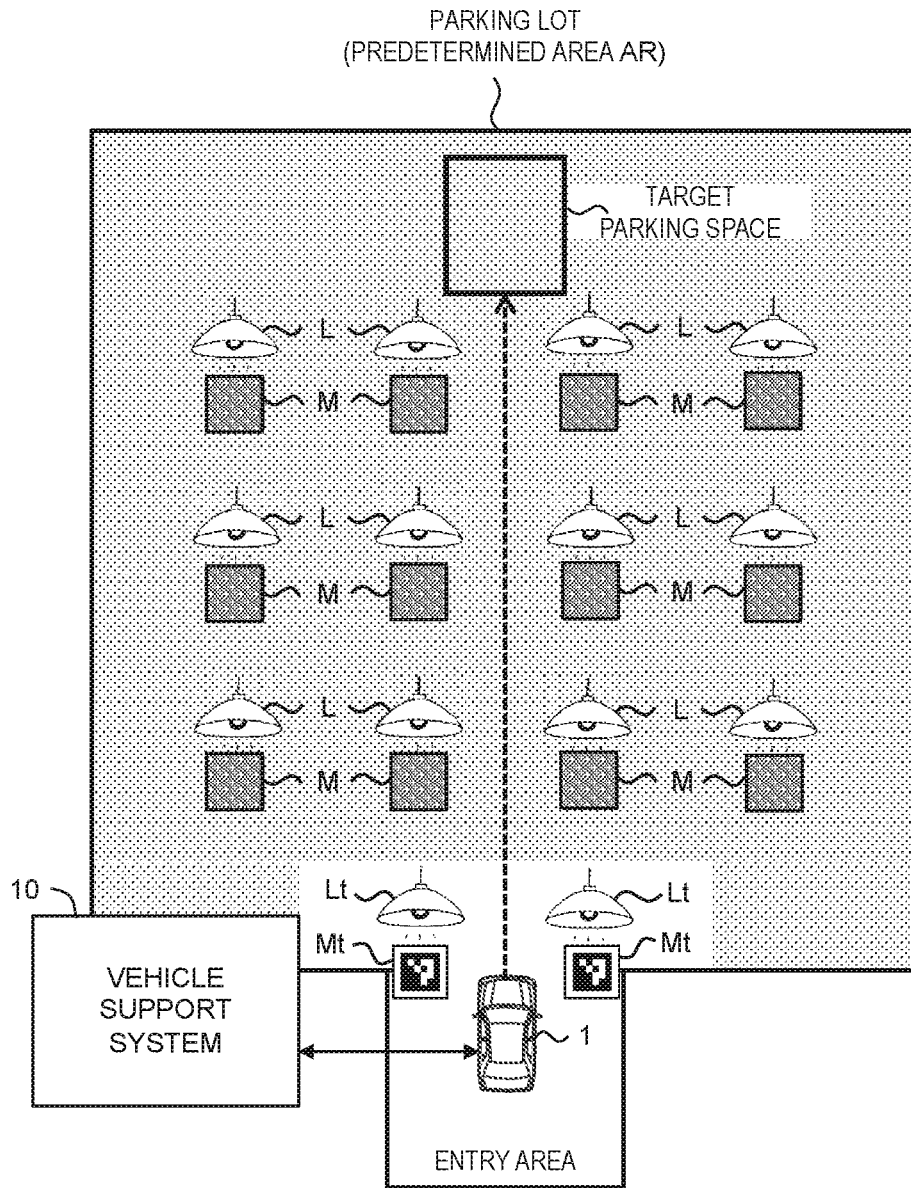 PARKING LOT
(PREDETERMINED AREA AR)
TARGET
PARKING SPACE
L L
M M
L L
M M
L L
M M
10
Lt Lt
Mt Mt
VEHICLE
SUPPORT
SYSTEM
1
ENTRY AREA